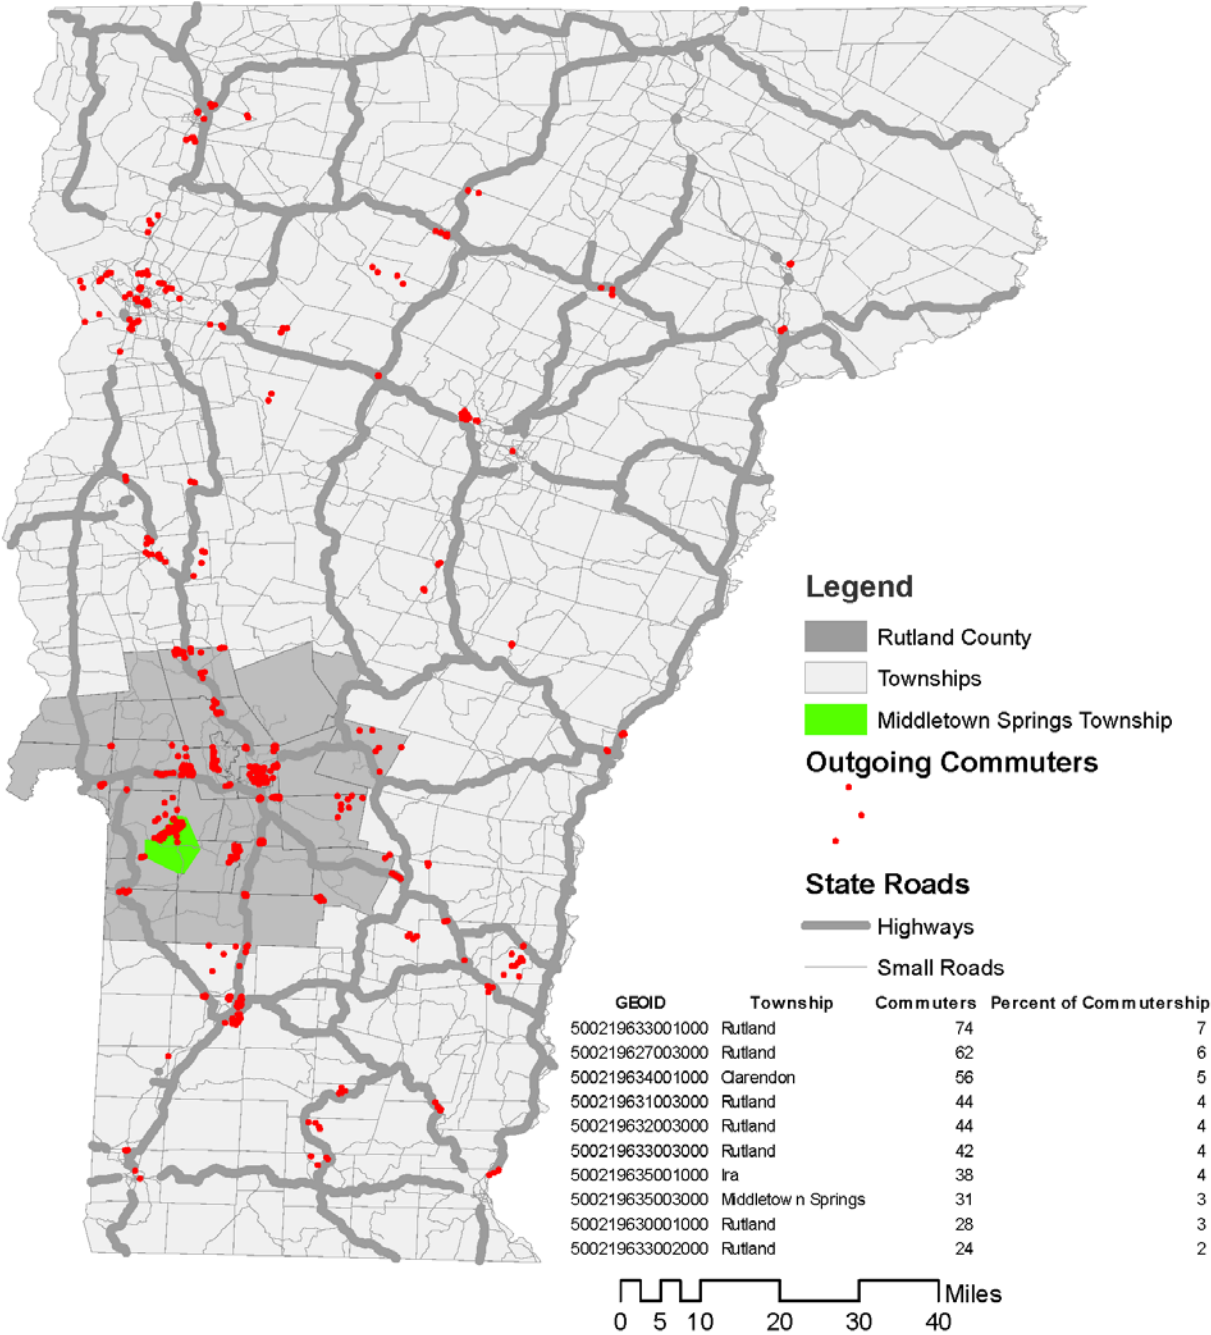 Legend
Rutland County
Townships
Middletown Springs Township
Outgoing Commuters
State Roads
Highways
Small Roads
GEOID Township Commuters Percent of Commutership
500219633001000 Rutland 74 7
500219627003000 Rutland 62 6
500219634001000 Clarendon 56 5
500219631003000 Rutland 44 4
500219632003000 Rutland 44 4
500219633003000 Rutland 42 4
500219635001000 Ira 38 4
500219635003000 Middletown Springs 31 3
500219630001000 Rutland 28 3
500219633002000 Rutland 24 2
Miles
0 5 10 20 30 40